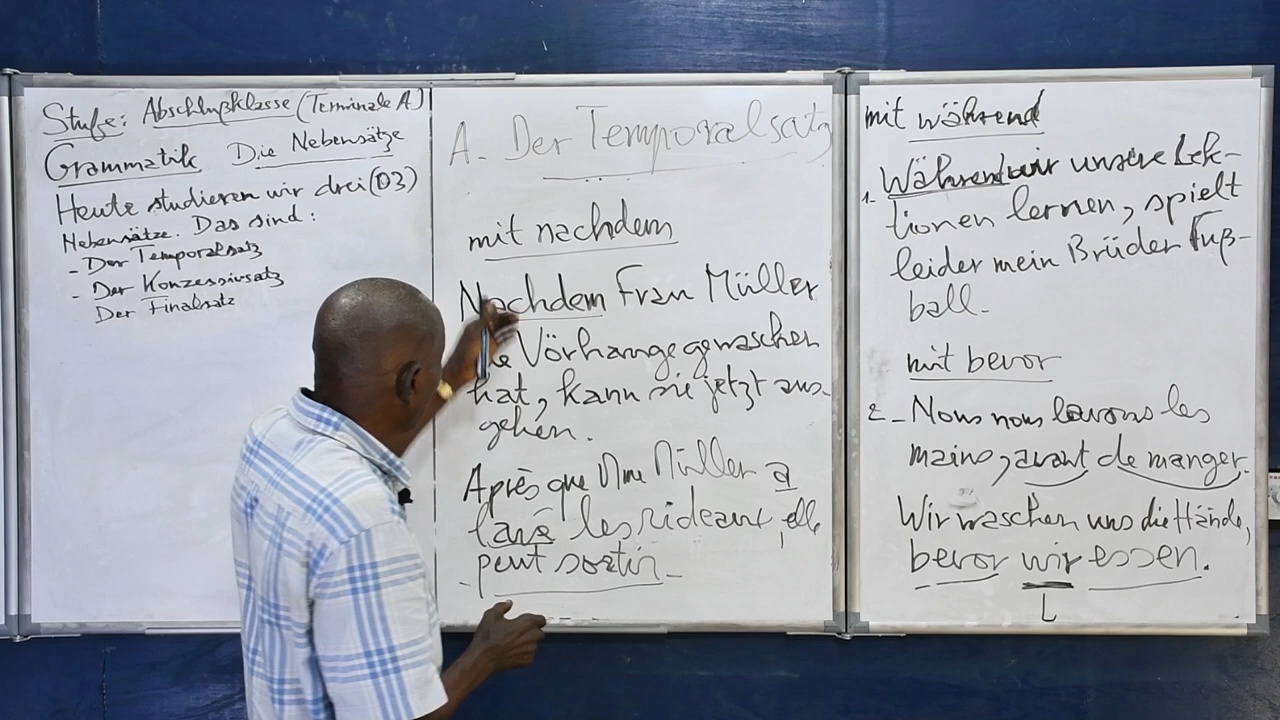 Stufe: Abschlußklasse (Terminale A)
Grammatik Die Nebensätze
Heute studieren wir drei (03)
Nebensätze. Das sind:
- Der Temporalsatz
- Der Konzessivsatz
Der Finalsatz
A- Der Temporalsatz
mit nachdem
Nachdem Frau Müller
Vörhange gewaschen
hat, kann sie jetzt aus-
gehen.
Après que Mme Müller a
lavé les rideaux, elle
peut sortir
mit während
1- Während wir unsere Lek-
tionen lernen, spielt
leider mein Brüder Fuß-
ball.
mit bevor
2- Nous nous lavons les
mains, avant de manger.
Wir waschen uns die Hände,
bevor wir essen.